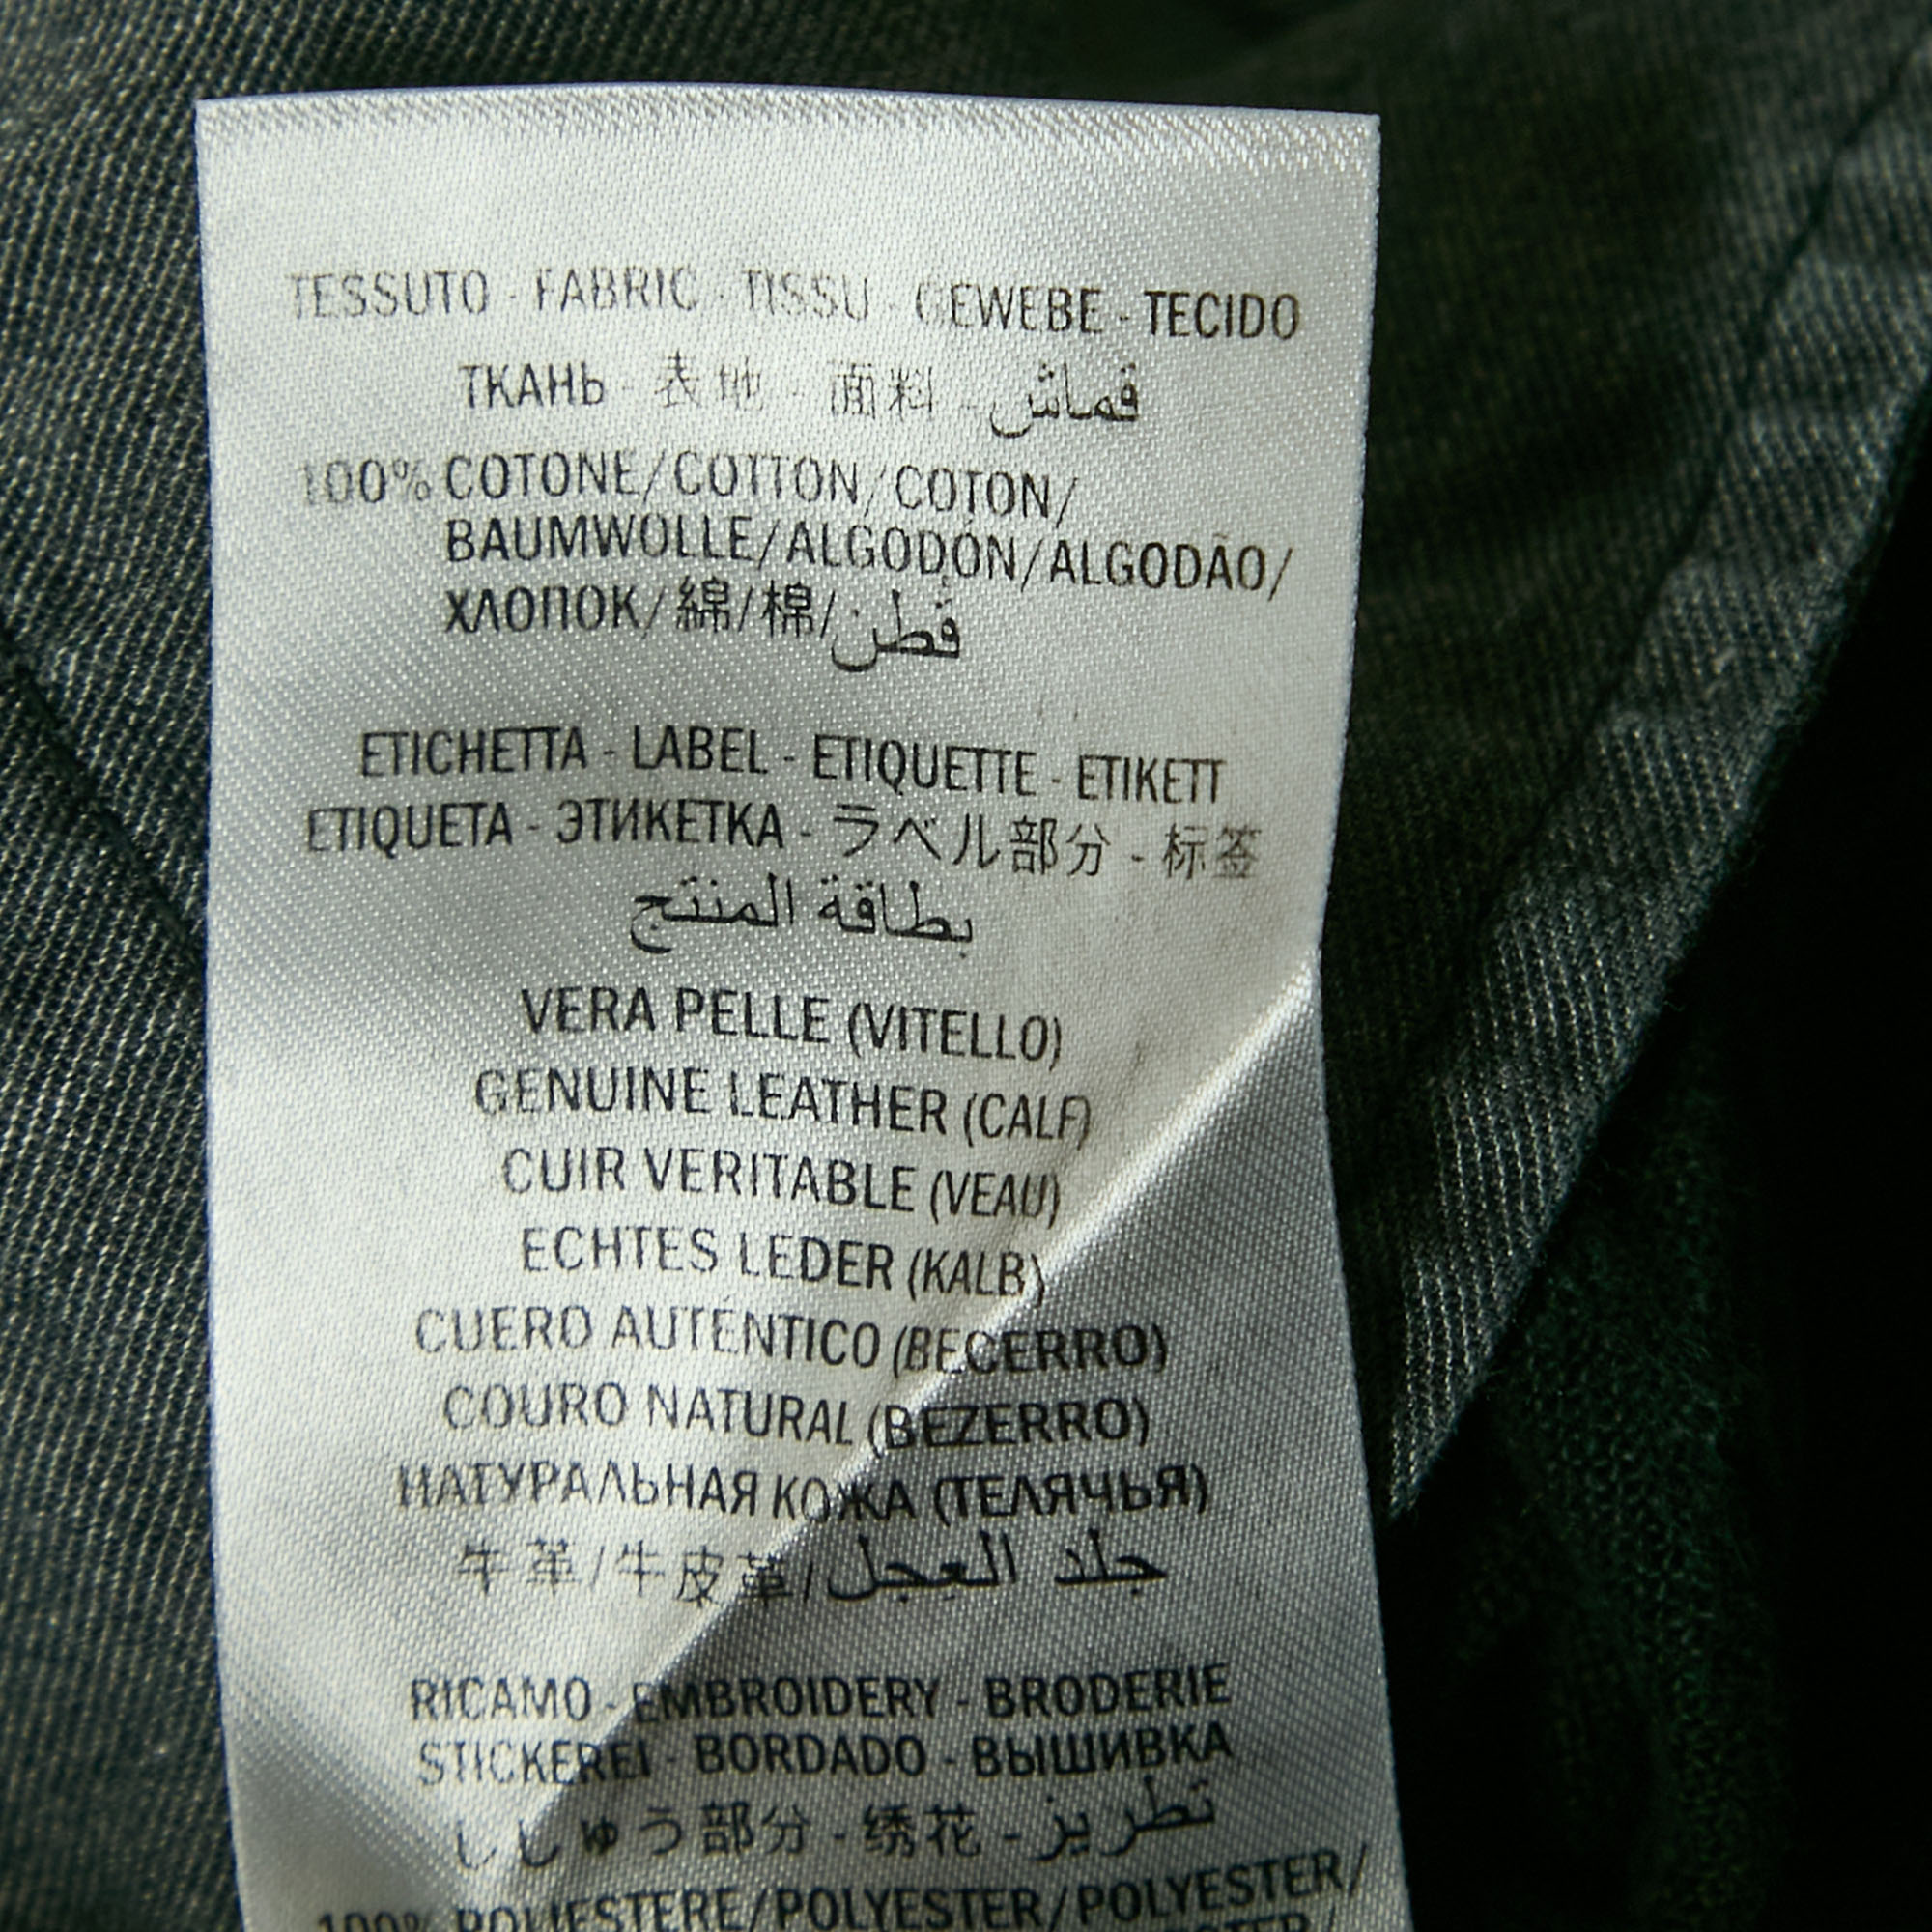 TESSUTO - FABRIC - TISSU - GEWEBE - TECIDO
ТКАНЬ - 表地 - 面料 - قماش
100% COTONE/COTTON/COTON/
BAUMWOLLE/ALGODÓN/ALGODÃO/
ХЛОПОК/綿/棉/قطن
ETICHETTA - LABEL - ETIQUETTE - ETIKETT
ETIQUETA - ЭТИКЕТКА - ラベル部分 - 标签
بطاقة المنتج
VERA PELLE (VITELLO)
GENUINE LEATHER (CALF)
CUIR VERITABLE (VEAU)
ECHTES LEDER (KALB)
CUERO AUTÉNTICO (BECERRO)
COURO NATURAL (BEZERRO)
НАТУРАЛЬНАЯ КОЖА (ТЕЛЯЧЬЯ)
牛革/牛皮革/جلد العجل
RICAMO - EMBROIDERY - BRODERIE
STICKEREI - BORDADO - ВЫШИВКА
ししゅう部分 - 绣花 - تطريز
100% POLIESTERE/POLYESTER/POLYESTER/